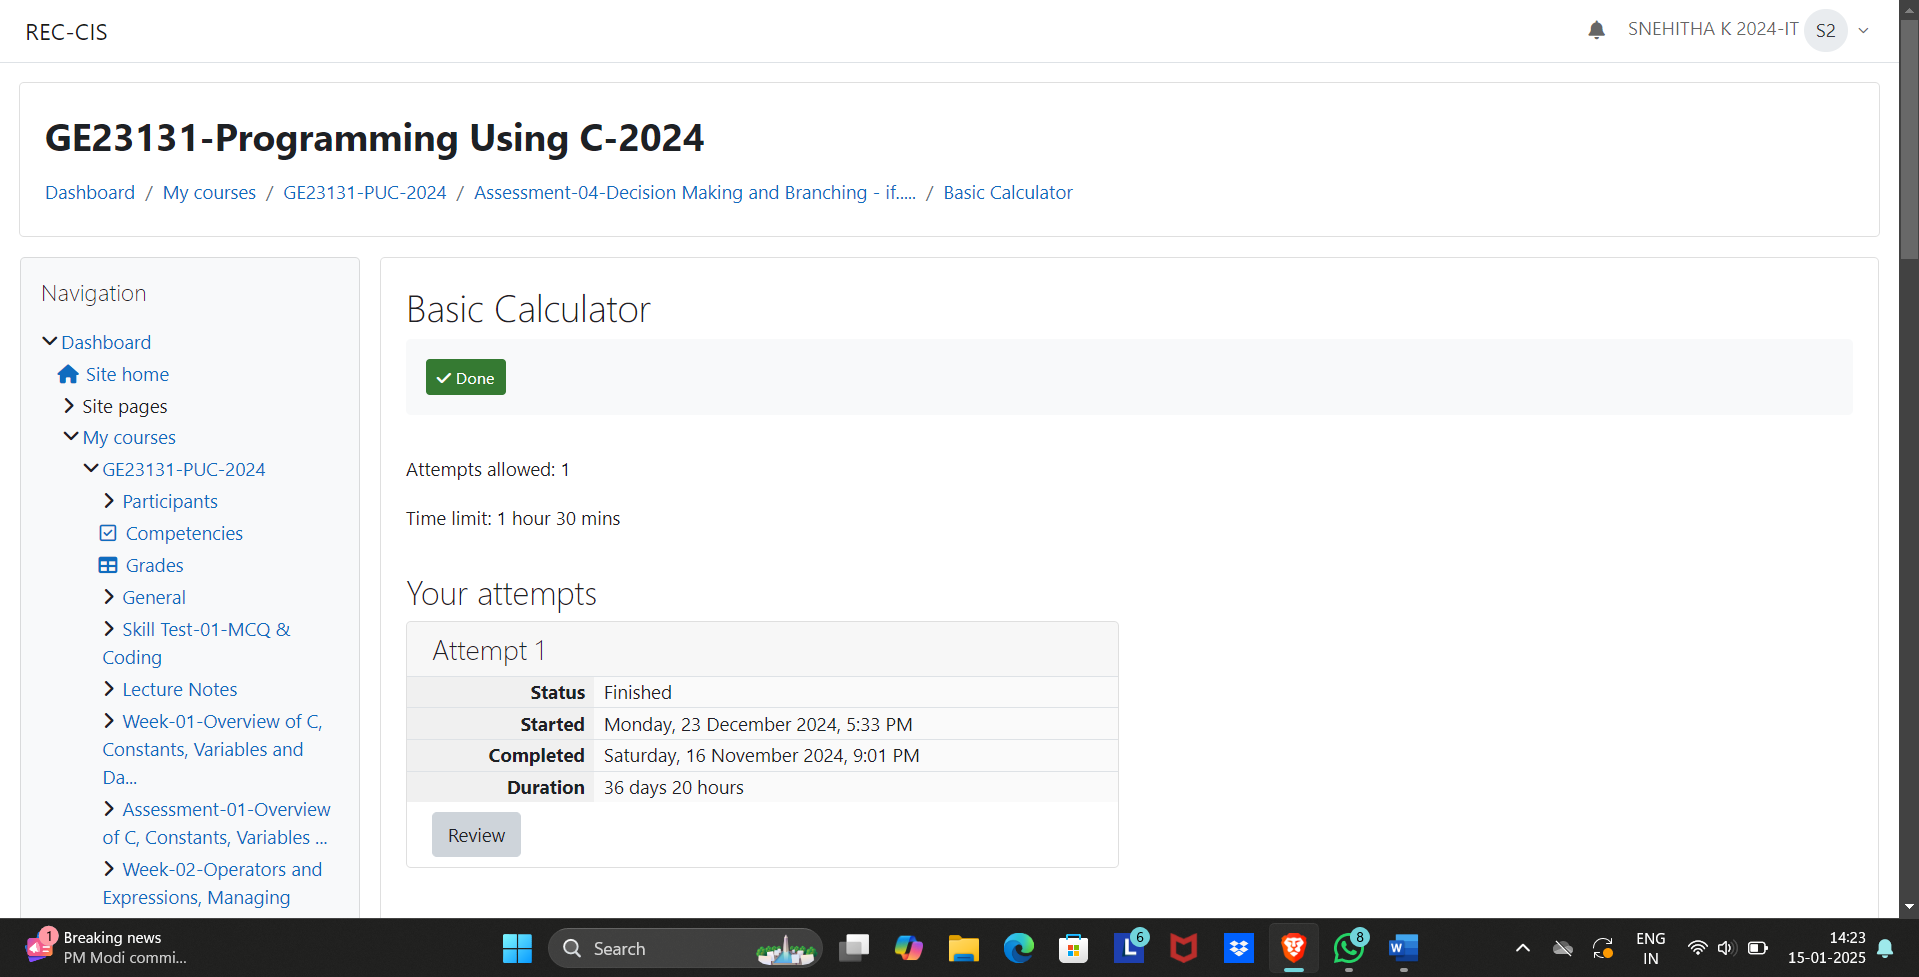 REC-CIS
SNEHITHA K 2024-IT
S2
GE23131-Programming Using C-2024
Dashboard / My courses / GE23131-PUC-2024 / Assessment-04-Decision Making and Branching - if..... / Basic Calculator
Navigation
Dashboard
Site home
Site pages
My courses
GE23131-PUC-2024
Participants
Competencies
Grades
General
Skill Test-01-MCQ &
Coding
Lecture Notes
Week-01-Overview of C,
Constants, Variables and
Da...
Assessment-01-Overview
of C, Constants, Variables ...
Week-02-Operators and
Expressions, Managing
Basic Calculator
Done
Attempts allowed: 1
Time limit: 1 hour 30 mins
Your attempts
Attempt 1
Status Finished
Started Monday, 23 December 2024, 5:33 PM
Completed Saturday, 16 November 2024, 9:01 PM
Duration 36 days 20 hours
Review
1
Breaking news
PM Modi commi...
Search
L
6
8
W
ENG
IN
14:23
15-01-2025